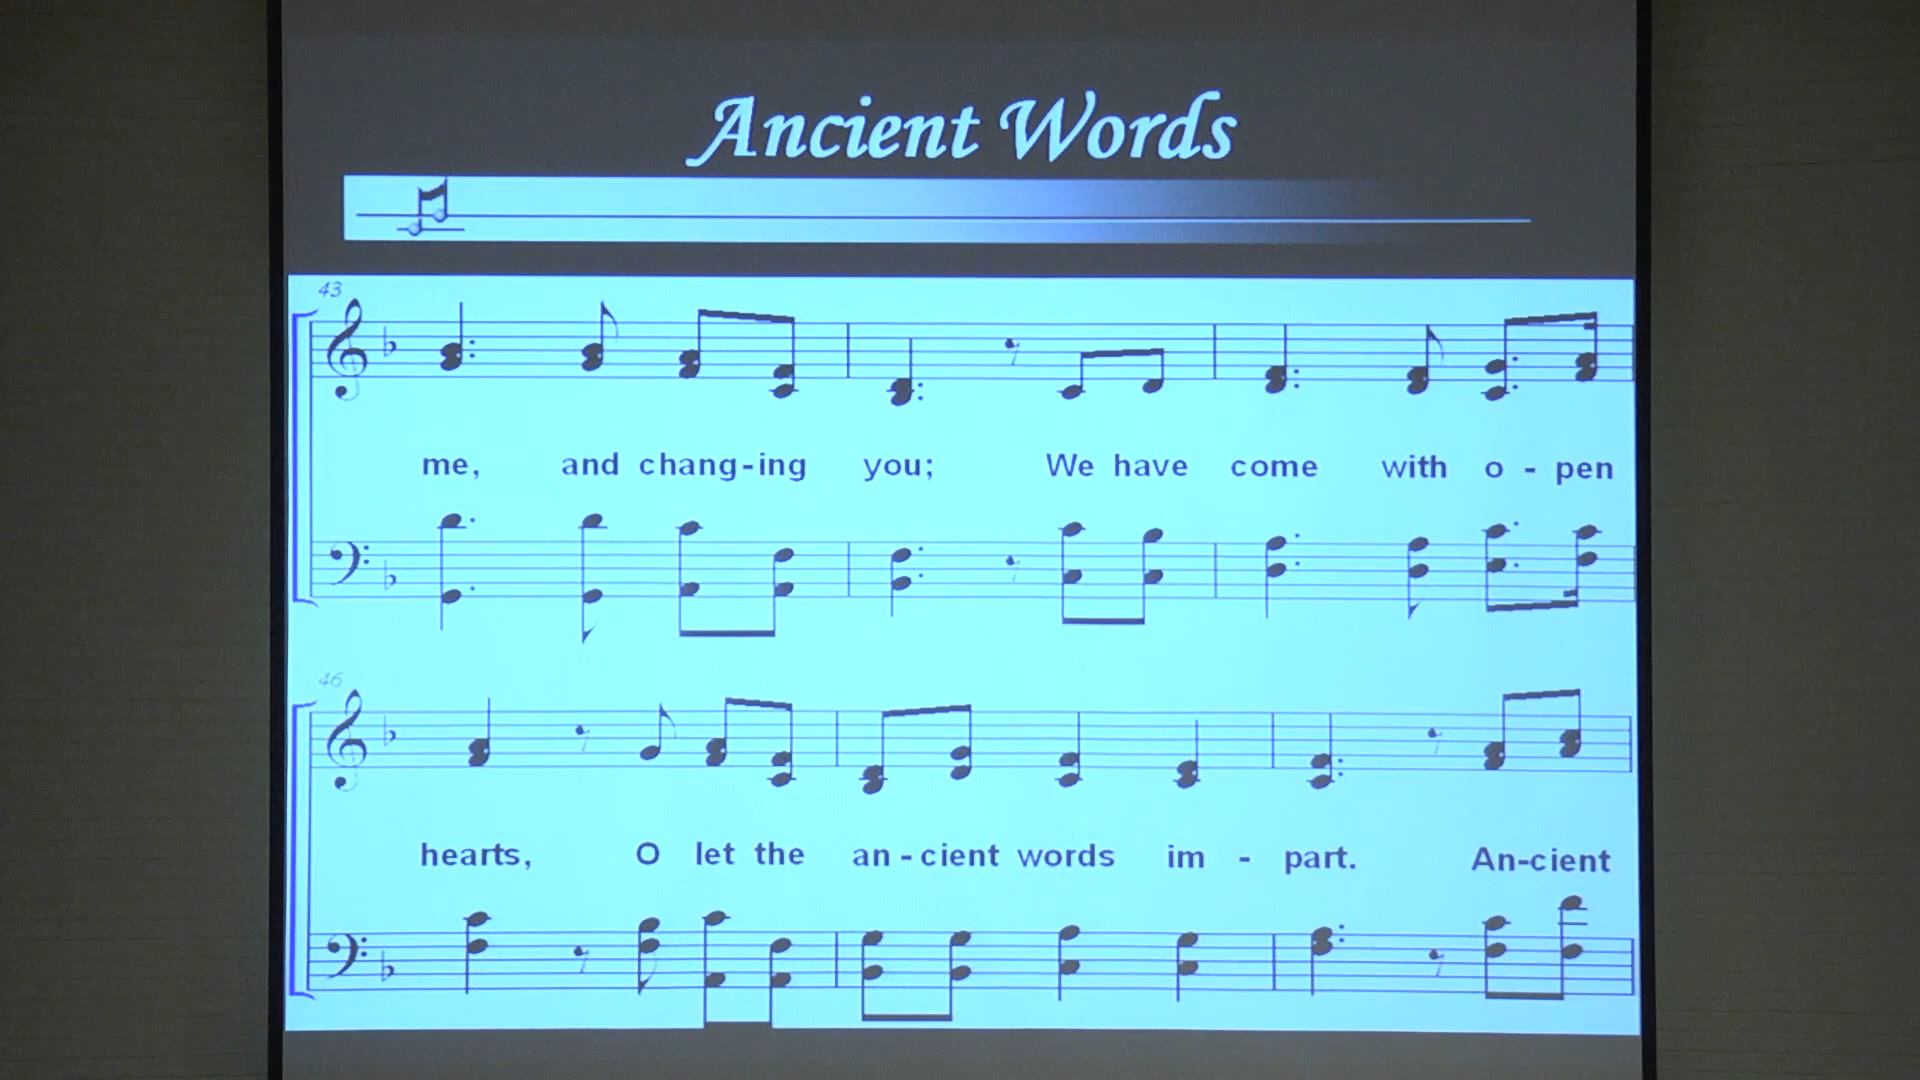 Ancient Words
43
me, and chang-ing you; We have come with o - pen
46
hearts, O let the an - cient words im - part. An-cient